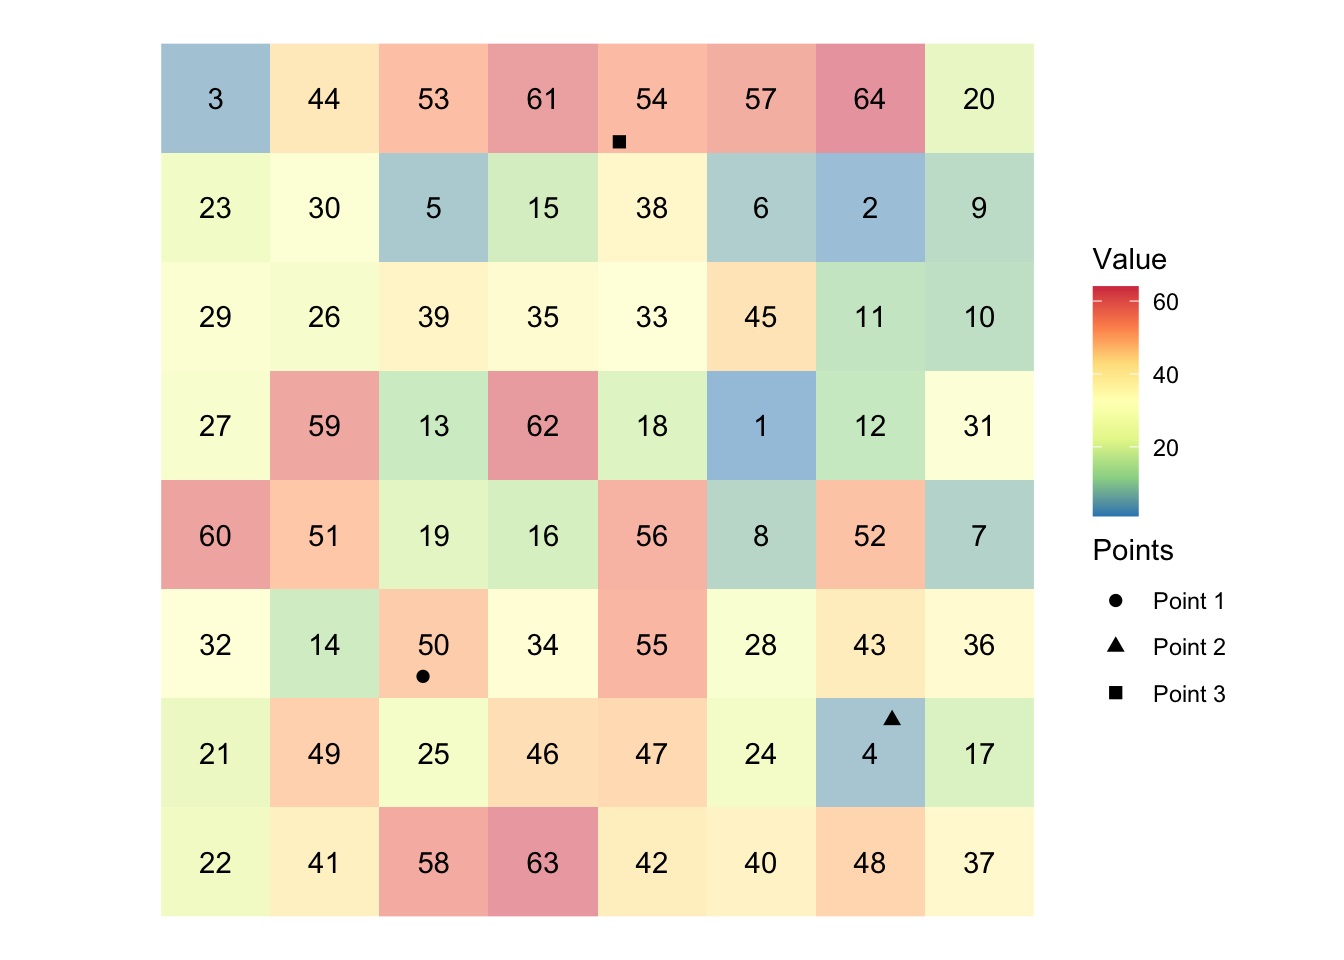 3 44 53 61 54 57 64 20
23 30 5 15 38 6 2 9
29 26 39 35 33 45 11 10
27 59 13 62 18 1 12 31
60 51 19 16 56 8 52 7
32 14 50 34 55 28 43 36
21 49 25 46 47 24 4 17
22 41 58 63 42 40 48 37
Value
60
40
20
Points
Point 1
Point 2
Point 3